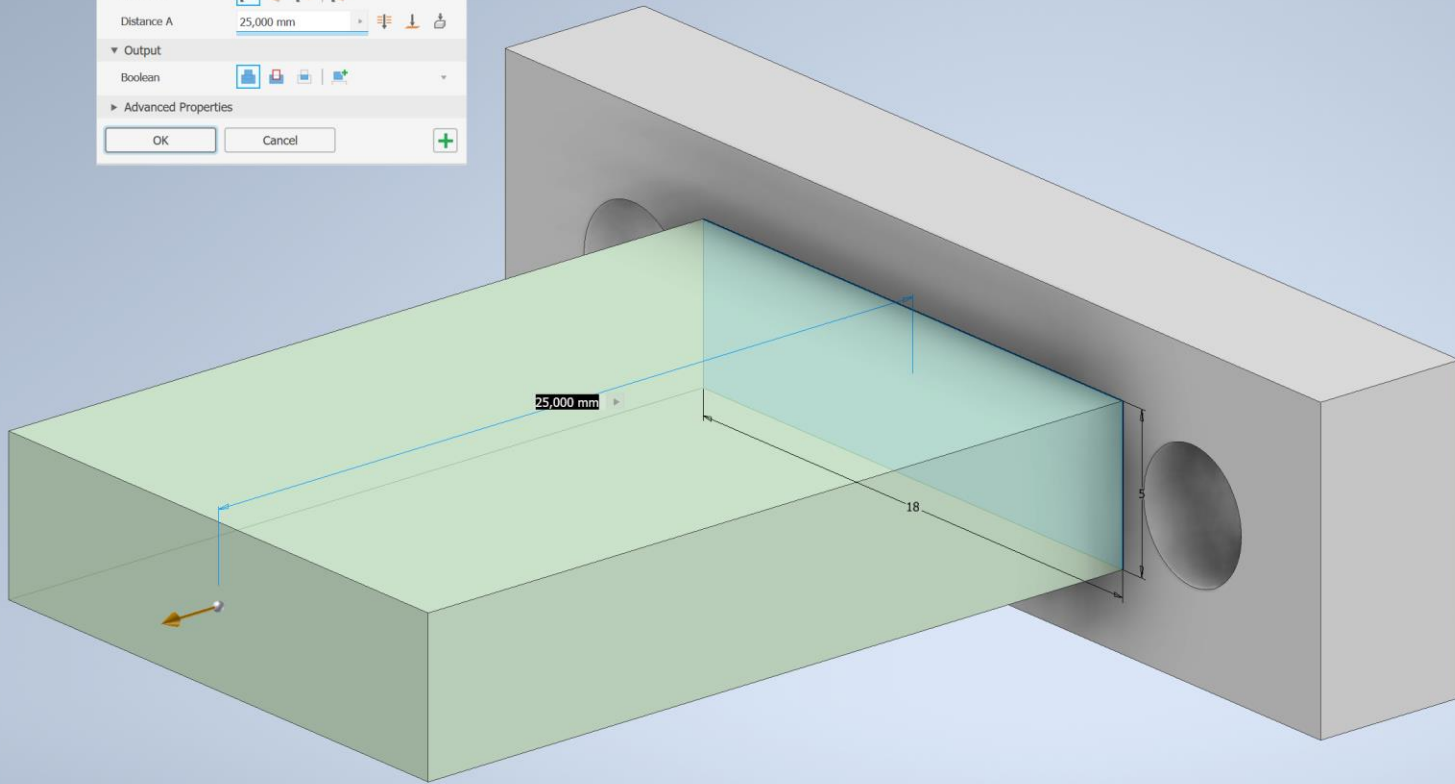 Distance A 25,000 mm
Output
Boolean
Advanced Properties
OK Cancel
25,000 mm
18
5